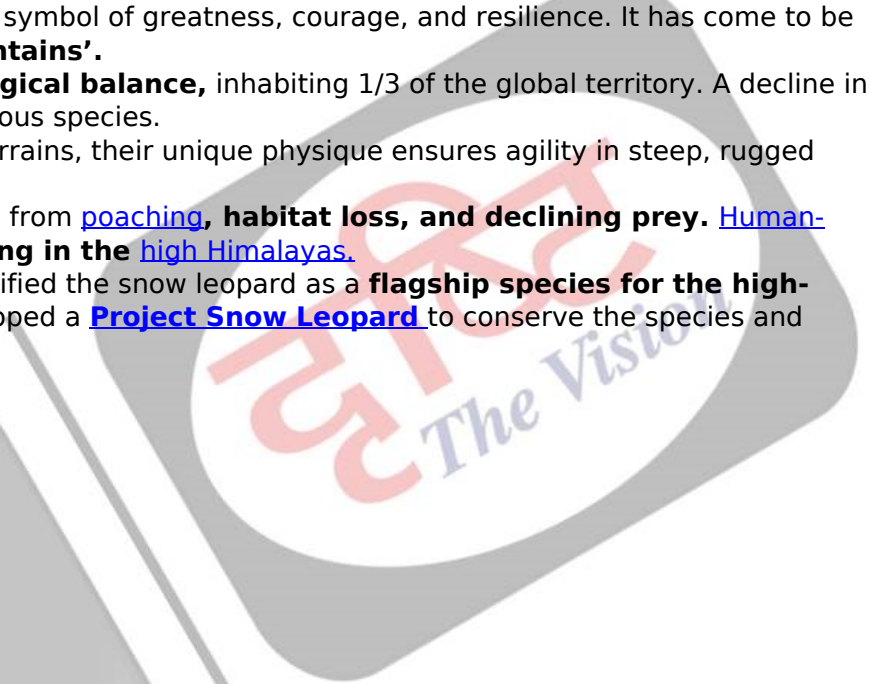 symbol of greatness, courage, and resilience. It has come to be
ntains’.
gical balance, inhabiting 1/3 of the global territory. A decline in
ous species.
rrains, their unique physique ensures agility in steep, rugged
from poaching, habitat loss, and declining prey. Human-
ng in the high Himalayas.
ified the snow leopard as a flagship species for the high-
oped a Project Snow Leopard to conserve the species and
दृष्टि
The Vision